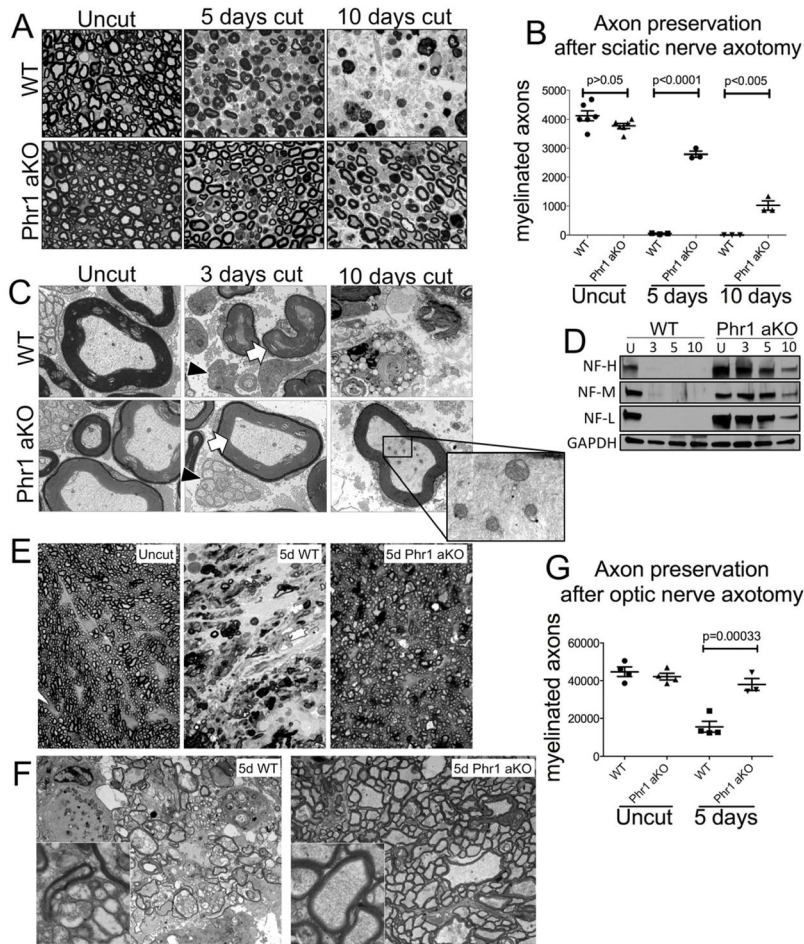 A
Uncut
5 days cut
10 days cut
WT
Phr1 aKO
B
Axon preservation
after sciatic nerve axotomy
p>0.05
p<0.0001
p<0.005
myelinated axons
5000
4000
3000
2000
1000
0
WT
Phr1 aKO
WT
Phr1 aKO
WT
Phr1 aKO
Uncut
5 days
10 days
C
Uncut
3 days cut
10 days cut
WT
Phr1 aKO
D
WT
Phr1 aKO
U 3 5 10 U 3 5 10
NF-H
NF-M
NF-L
GAPDH
E
Uncut
5d WT
5d Phr1 aKO
F
5d WT
5d Phr1 aKO
G
Axon preservation
after optic nerve axotomy
p=0.00033
myelinated axons
60000
40000
20000
0
WT
Phr1 aKO
WT
Phr1 aKO
Uncut
5 days